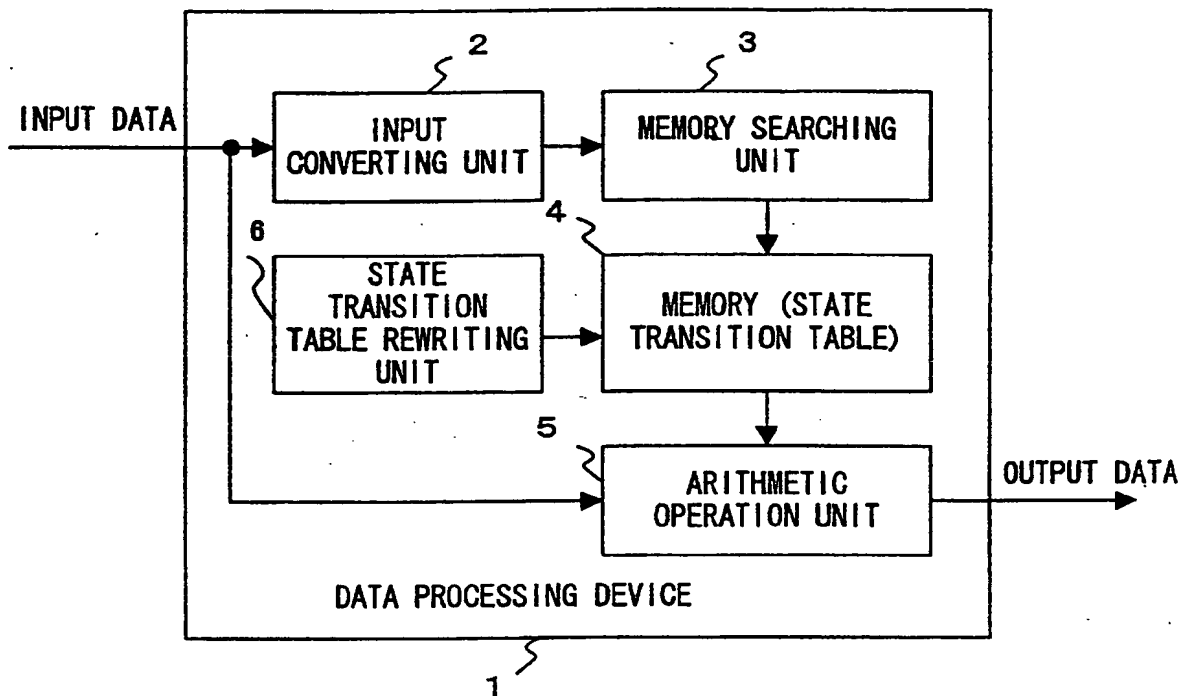 2
3
INPUT DATA
INPUT
CONVERTING UNIT
MEMORY SEARCHING
UNIT
4
6
STATE
TRANSITION
TABLE REWRITING
UNIT
MEMORY (STATE
TRANSITION TABLE)
5
ARITHMETIC
OPERATION UNIT
OUTPUT DATA
DATA PROCESSING DEVICE
1